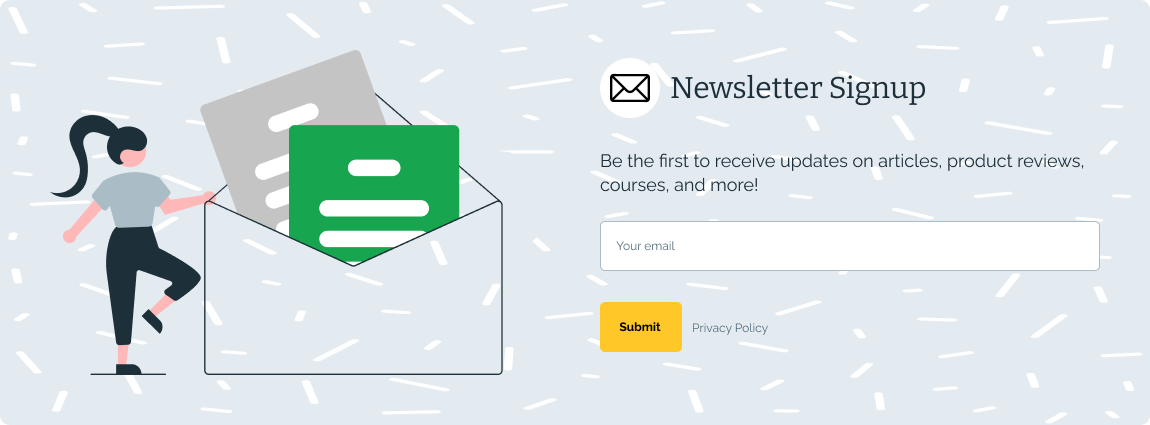 Newsletter Signup
Be the first to receive updates on articles, product reviews,
courses, and more!
Your email
Submit
Privacy Policy